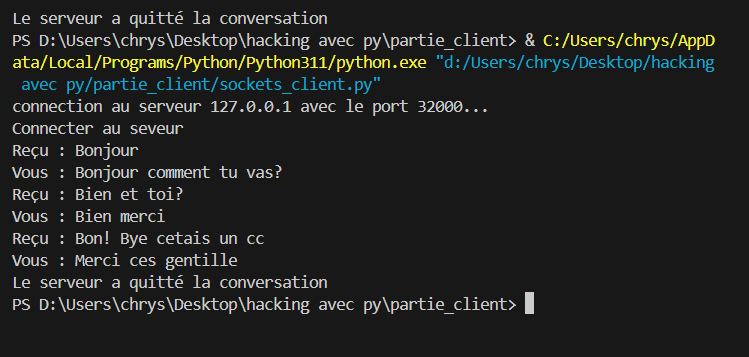 Le serveur a quitté la conversation
PS D:\Users\chrys\Desktop\hacking avec py\partie_client> & C:/Users/chrys/AppD
ata/Local/Programs/Python/Python311/python.exe "d:/Users/chrys/Desktop/hacking
 avec py/partie_client/sockets_client.py"
connection au serveur 127.0.0.1 avec le port 32000...
Connecter au seveur
Reçu : Bonjour
Vous : Bonjour comment tu vas?
Reçu : Bien et toi?
Vous : Bien merci
Reçu : Bon! Bye cetais un cc
Vous : Merci ces gentille
Le serveur a quitté la conversation
PS D:\Users\chrys\Desktop\hacking avec py\partie_client>